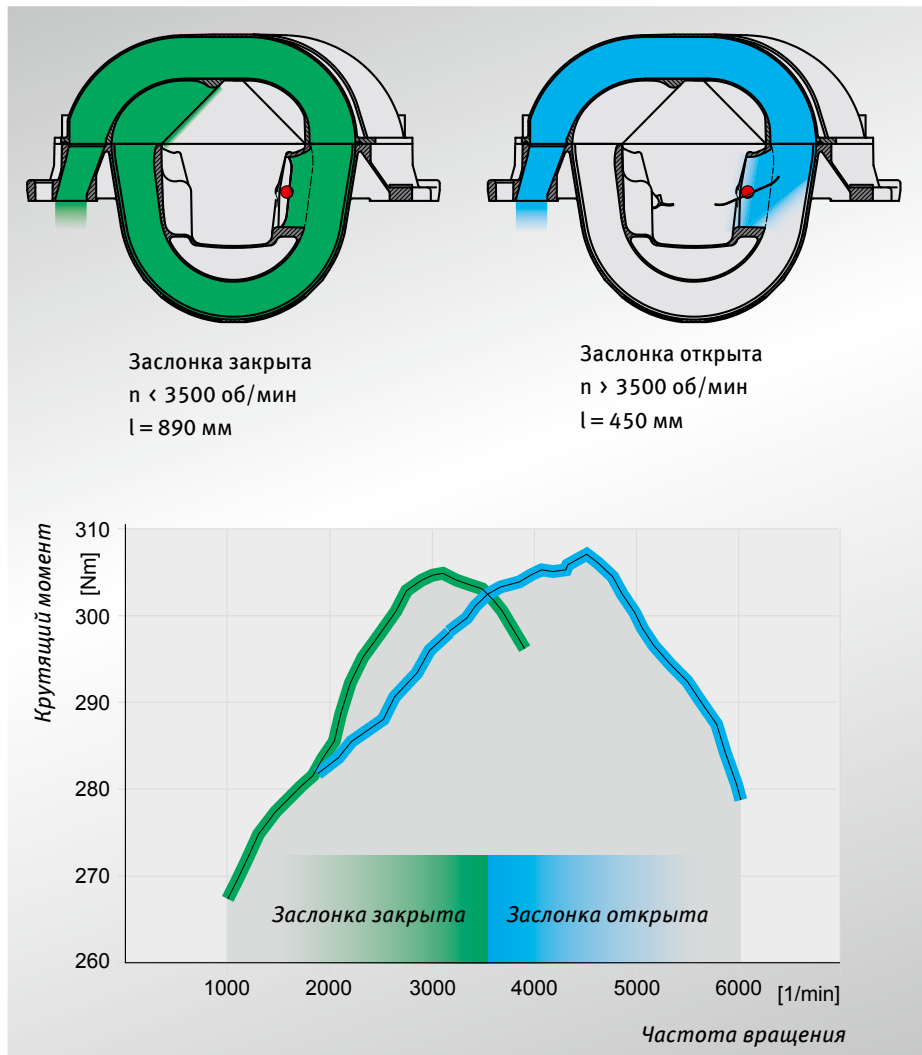 Заслонка закрыта
n < 3500 об/мин
l = 890 мм
Заслонка открыта
n > 3500 об/мин
l = 450 мм
Крутящий момент
[Nm]
310
300
290
280
270
260
Заслонка закрыта
Заслонка открыта
1000 2000 3000 4000 5000 6000 [1/min]
Частота вращения